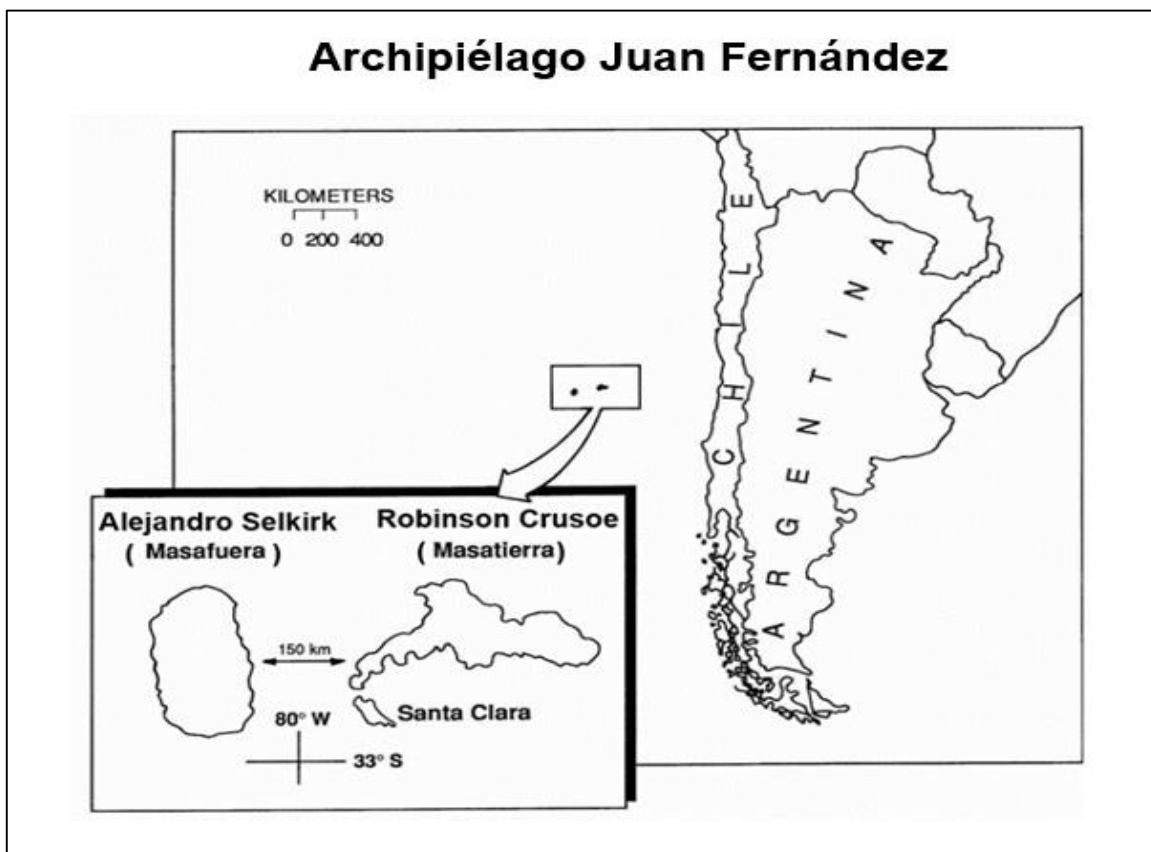 Archipiélago Juan Fernández
KILOMETERS
0 200 400
CHILE
ARGENTINA
Alejandro Selkirk
( Masafuera )
Robinson Crusoe
( Masatierra)
150 km
Santa Clara
80° W
33° S